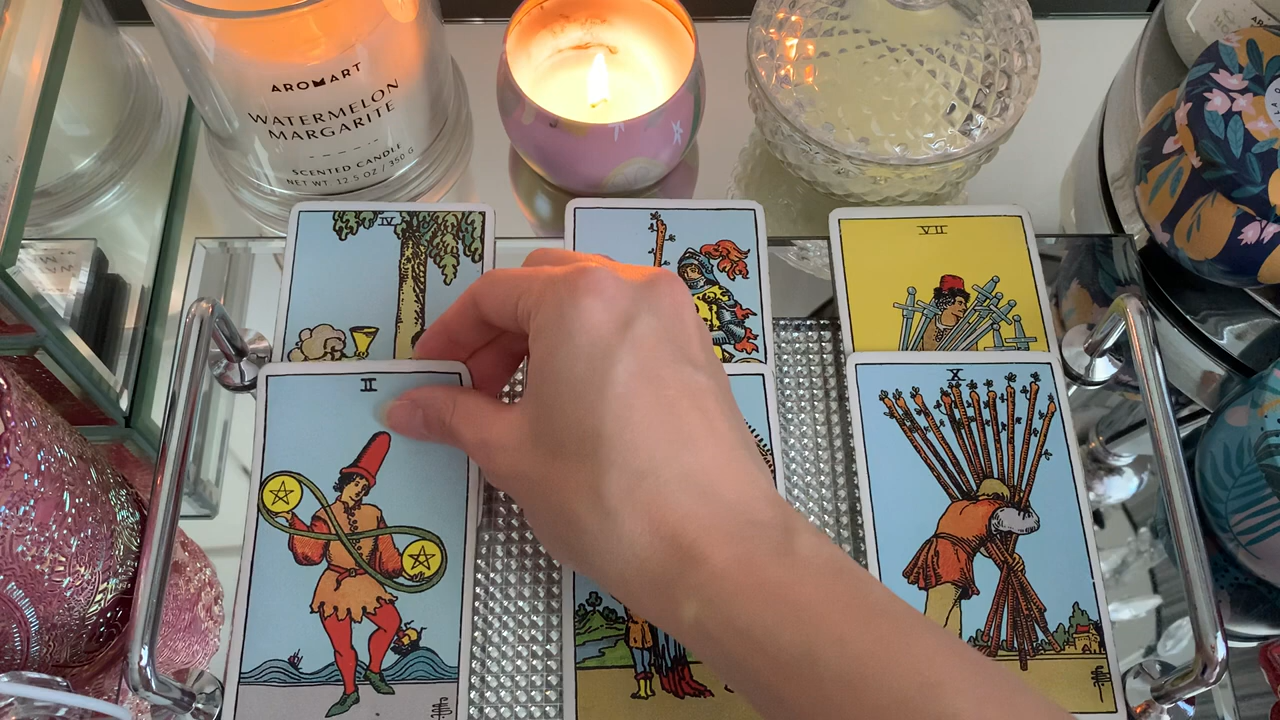 AROMART
WATERMELON
MARGARITE
SCENTED CANDLE
NET WT. 12.5 OZ / 350 G
IV
VII
II
X